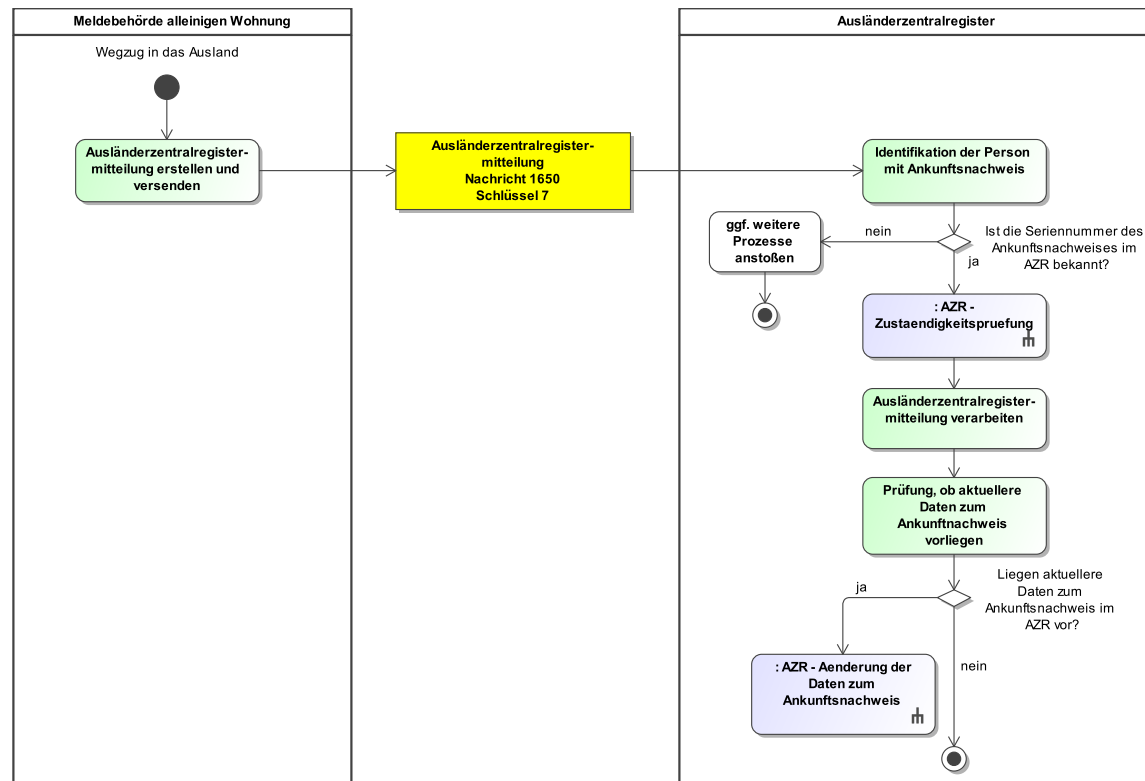 Meldebehörde alleinigen Wohnung
Ausländerzentralregister
Wegzug in das Ausland
Ausländerzentralregister-
mitteilung erstellen und
versenden
Ausländerzentralregister-
mitteilung
Nachricht 1650
Schlüssel 7
Identifikation der Person
mit Ankunftsnachweis
ggf. weitere
Prozesse
anstoßen
nein
Ist die Seriennummer des
Ankunftsnachweises im
AZR bekannt?
ja
: AZR -
Zustaendigkeitspruefung
Ausländerzentralregister-
mitteilung verarbeiten
Prüfung, ob aktuellere
Daten zum
Ankunftnachweis
vorliegen
Liegen aktuellere
Daten zum
Ankunftsnachweis im
AZR vor?
ja
: AZR - Aenderung der
Daten zum
Ankunftsnachweis
nein